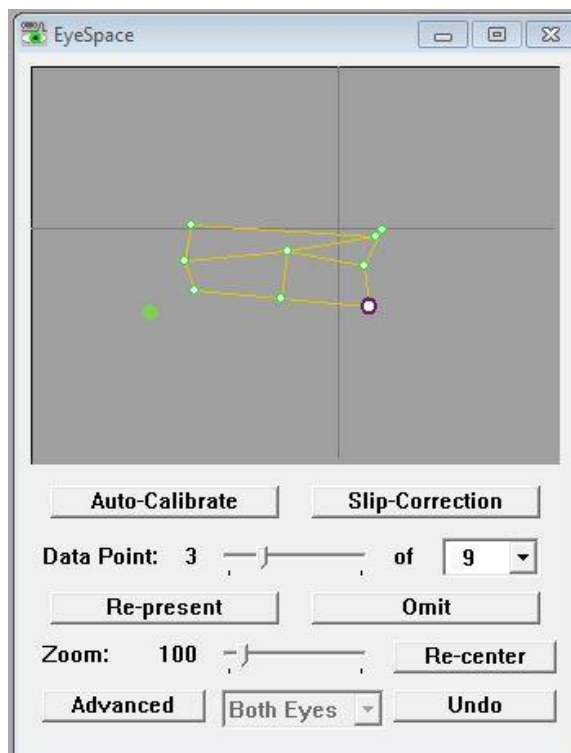 EyeSpace
Auto-Calibrate Slip-Correction
Data Point: 3 of 9
Re-present Omit
Zoom: 100 Re-center
Advanced Both Eyes Undo